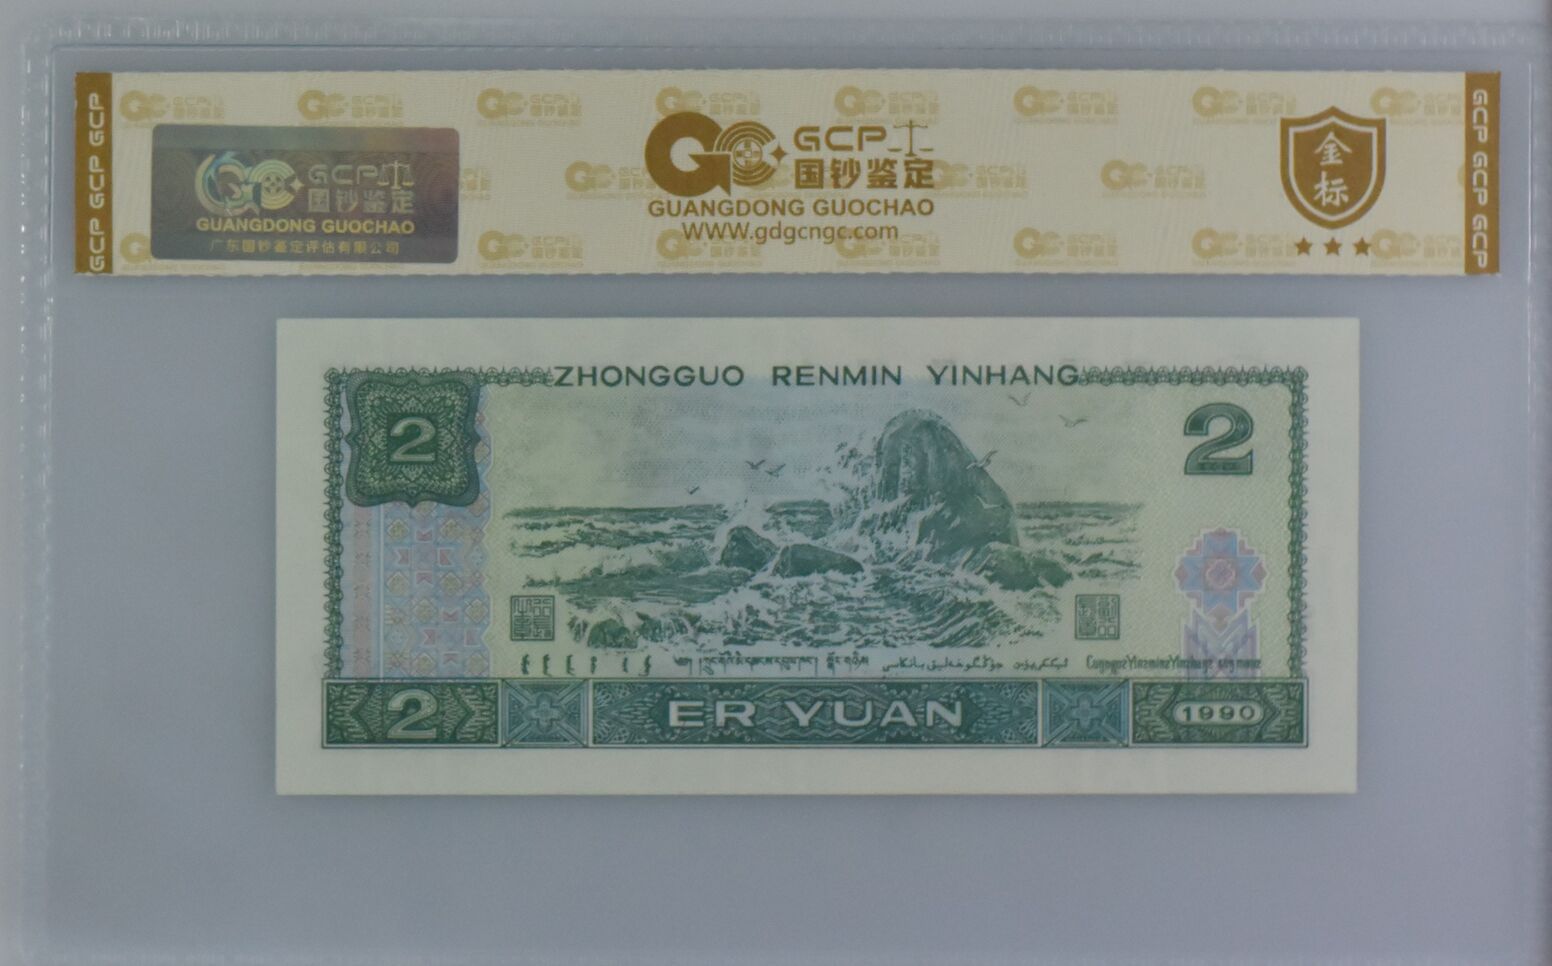 GCP GCP GCP
GCP
国钞鉴定
GUANGDONG GUOCHAO
广东国钞鉴定评估有限公司
GCP
国钞鉴定
GUANGDONG GUOCHAO
WWW.gdgcngc.com
金标
GCP GCP GCP
ZHONGGUO RENMIN YINHANG
2
2
2
ER YUAN
1990